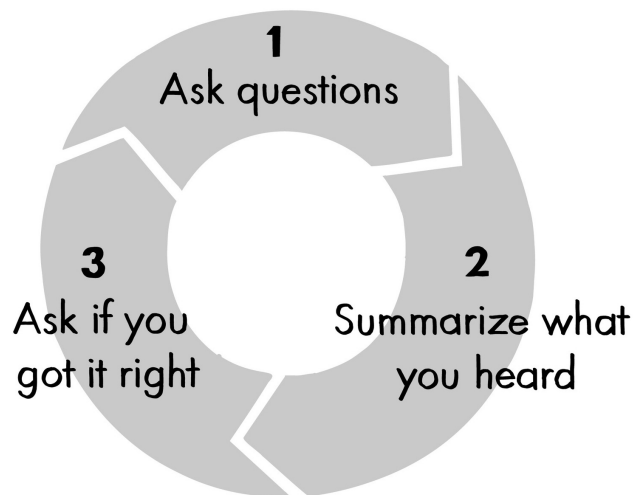 1
Ask questions
2
Summarize what
you heard
3
Ask if you
got it right